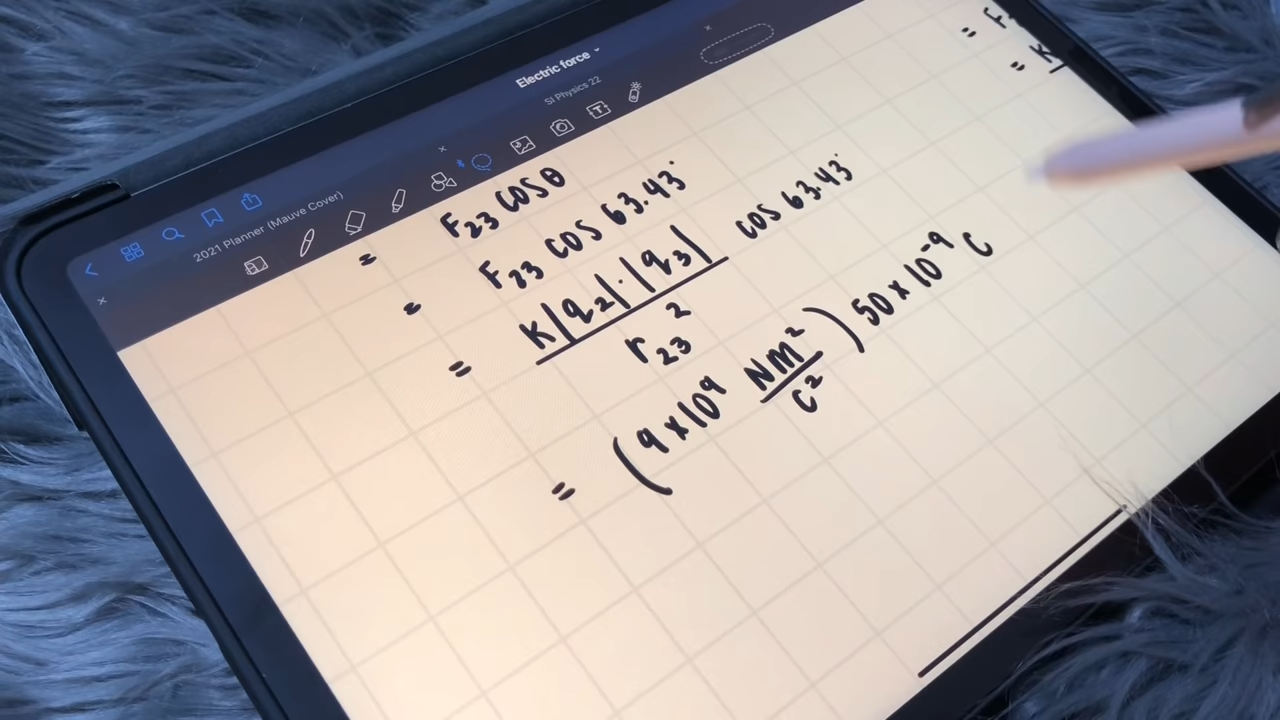 Electric force
SI Physics 22
2021 Planner (Mauve Cover)
= F23 cosθ
= F23 cos 63.43°
= K|q2|·|q3| / r23² cos 63.43°
= (9×10⁹ Nm²/C²) 50×10⁻⁹ C
= F
= K